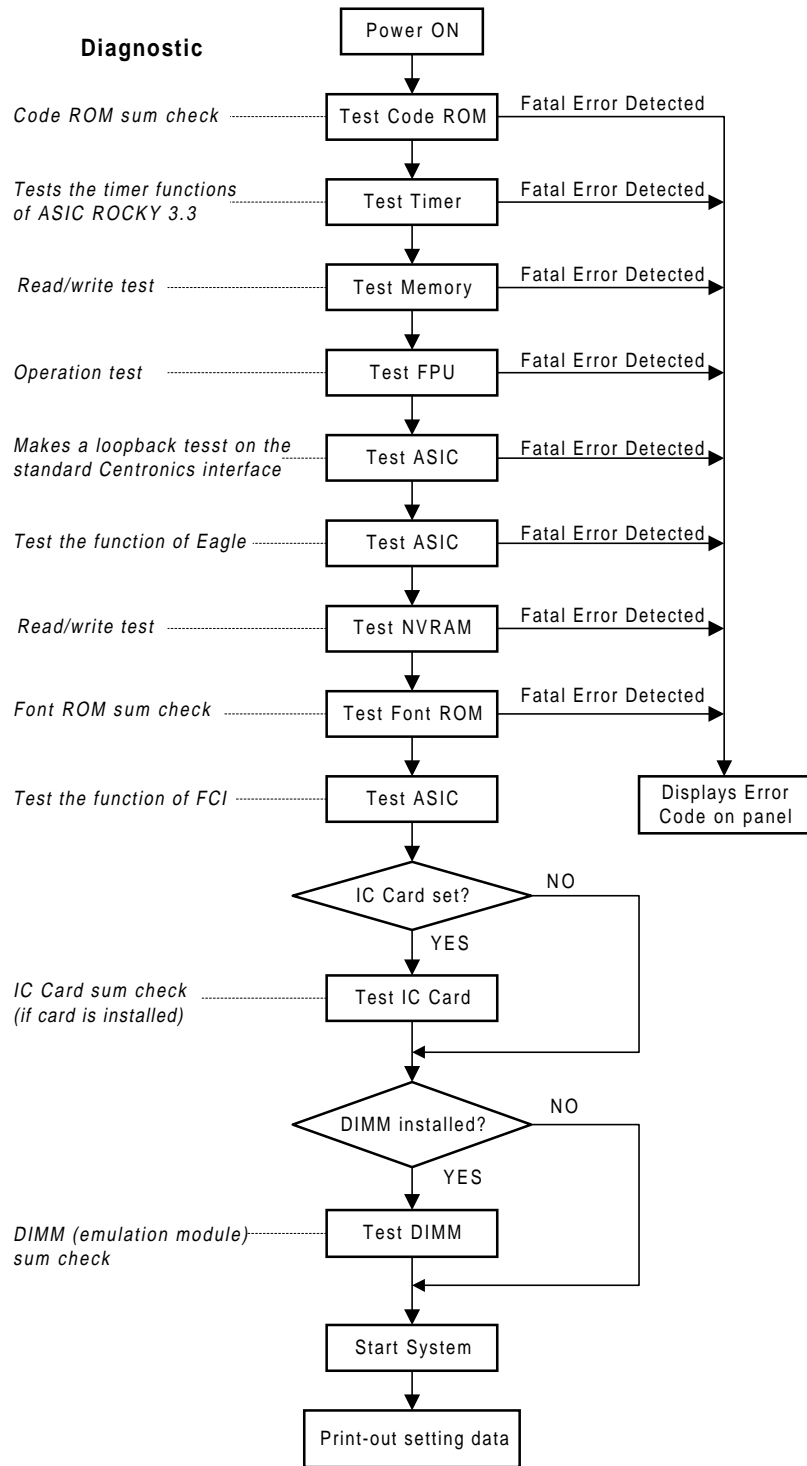 Power ON
Diagnostic
Code ROM sum check
Test Code ROM
Fatal Error Detected
Tests the timer functions
of ASIC ROCKY 3.3
Test Timer
Fatal Error Detected
Read/write test
Test Memory
Fatal Error Detected
Operation test
Test FPU
Fatal Error Detected
Makes a loopback tesst on the
standard Centronics interface
Test ASIC
Fatal Error Detected
Test the function of Eagle
Test ASIC
Fatal Error Detected
Read/write test
Test NVRAM
Fatal Error Detected
Font ROM sum check
Test Font ROM
Fatal Error Detected
Test the function of FCI
Test ASIC
Displays Error
Code on panel
IC Card set?
NO
YES
IC Card sum check
(if card is installed)
Test IC Card
DIMM installed?
NO
YES
DIMM (emulation module)
sum check
Test DIMM
Start System
Print-out setting data